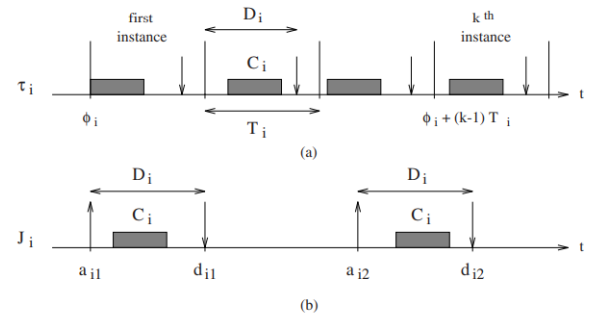 first instance
D i
k th instance
C i
τ i
t
ϕ i
T i
ϕ i + (k-1) T i
(a)
D i
D i
C i
C i
J i
t
a i1
d i1
a i2
d i2
(b)